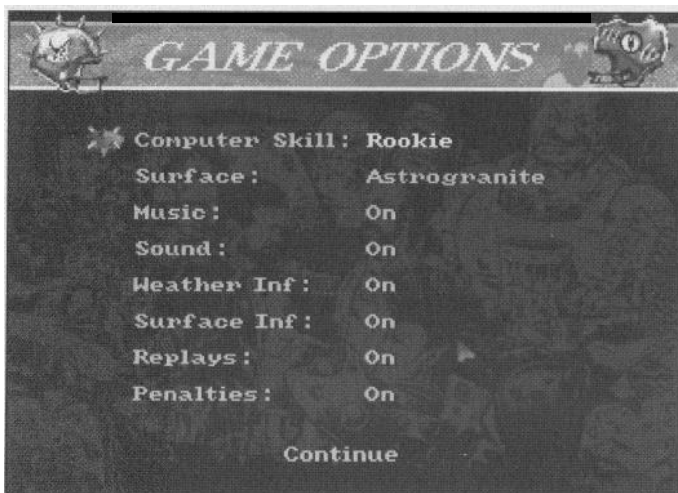 GAME OPTIONS
Computer Skill: Rookie
Surface: Astrogranite
Music: On
Sound: On
Weather Inf: On
Surface Inf: On
Replays: On
Penalties: On
Continue